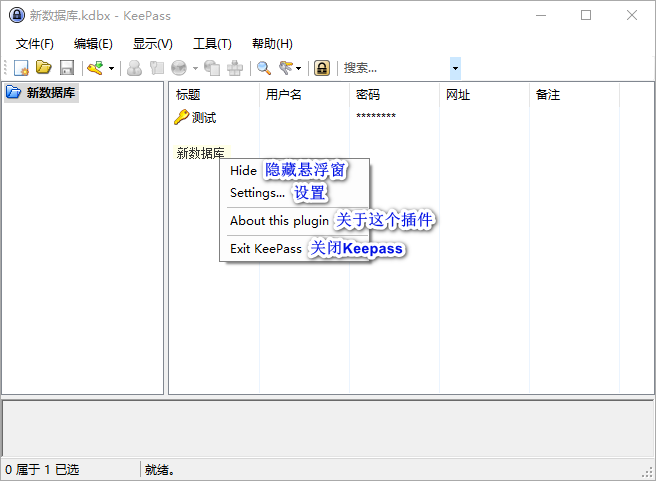 新数据库.kdbx - KeePass
文件(F) 编辑(E) 显示(V) 工具(T) 帮助(H)
搜索...
新数据库
标题 用户名 密码 网址 备注
测试 ********
新数据库
Hide 隐藏悬浮窗
Settings... 设置
About this plugin 关于这个插件
Exit KeePass 关闭Keepass
0 属于 1 已选 就绪。